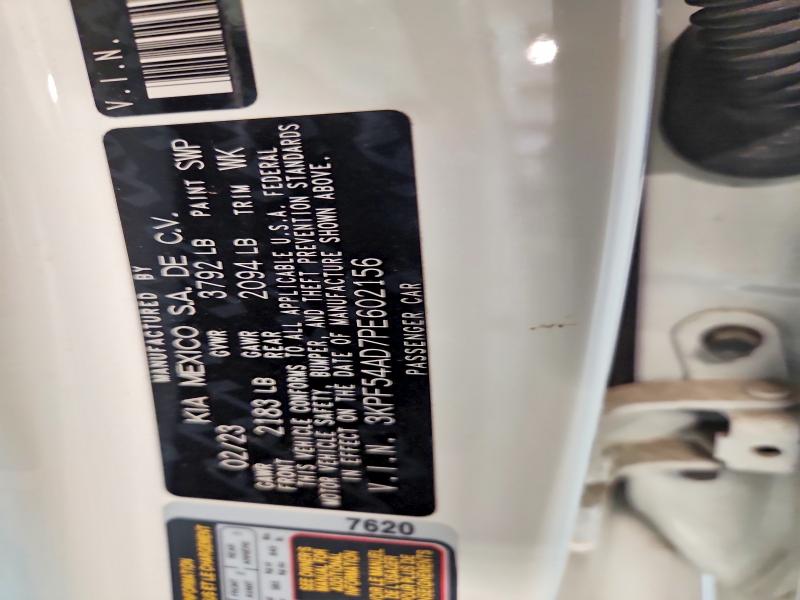 V.I.N.
MANUFACTURED BY
KIA MEXICO S.A. DE C.V.
02/23 GVWR 3792 LB PAINT SWP
GAWR FRONT 2183 LB GAWR REAR 2094 LB TRIM WK
THIS VEHICLE CONFORMS TO ALL APPLICABLE U.S.A. FEDERAL
MOTOR VEHICLE SAFETY, BUMPER, AND THEFT PREVENTION STANDARDS
IN EFFECT ON THE DATE OF MANUFACTURE SHOWN ABOVE.
V.I.N. 3KPF54AD7PE602156
PASSENGER CAR
7620